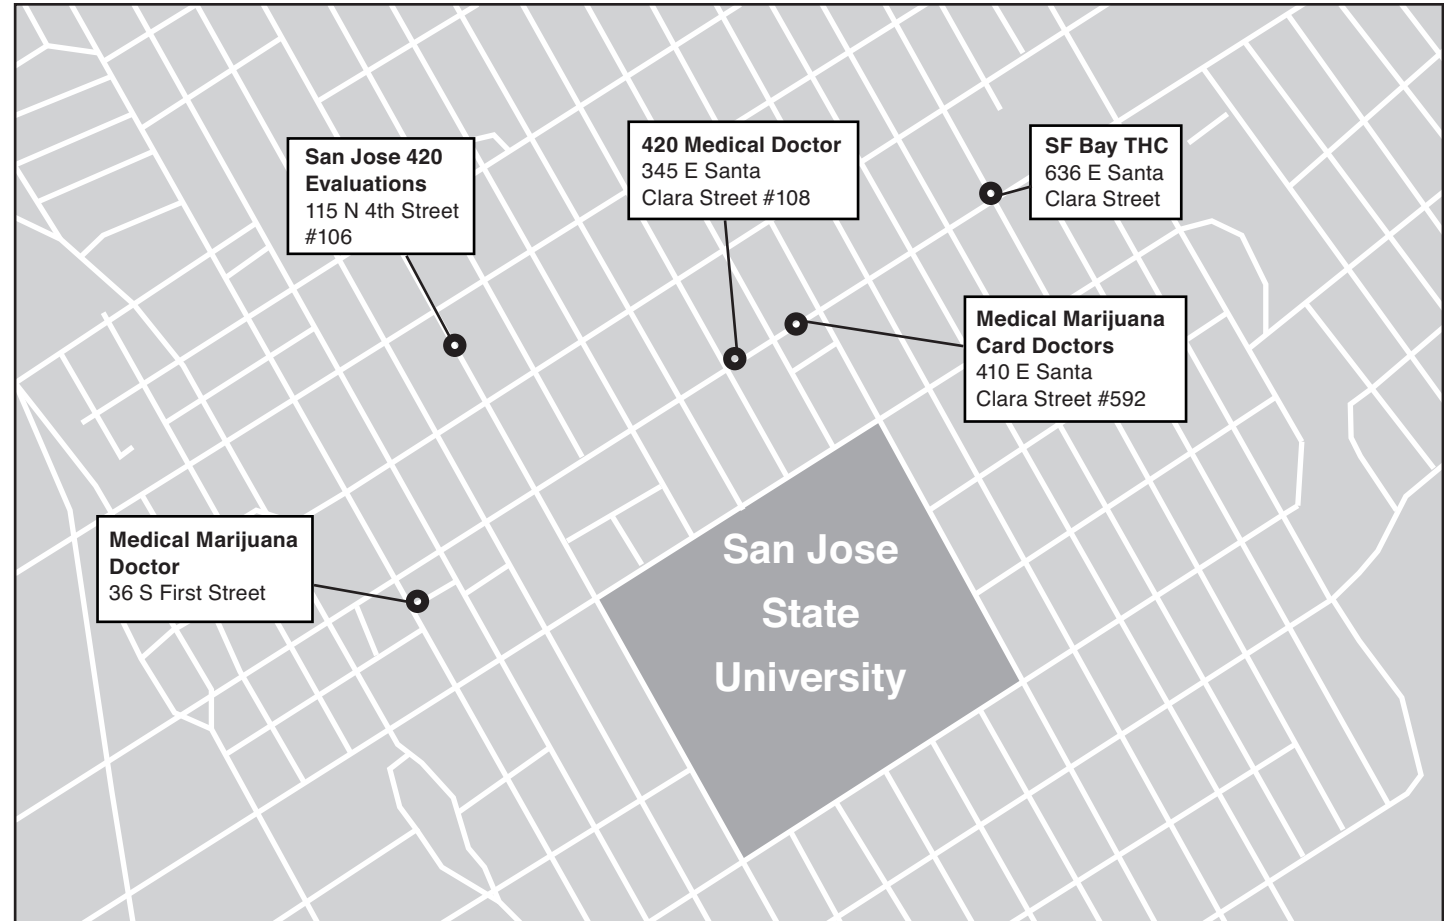 San Jose 420
Evaluations
115 N 4th Street
#106
420 Medical Doctor
345 E Santa
Clara Street #108
SF Bay THC
636 E Santa
Clara Street
Medical Marijuana
Card Doctors
410 E Santa
Clara Street #592
Medical Marijuana
Doctor
36 S First Street
San Jose
State
University